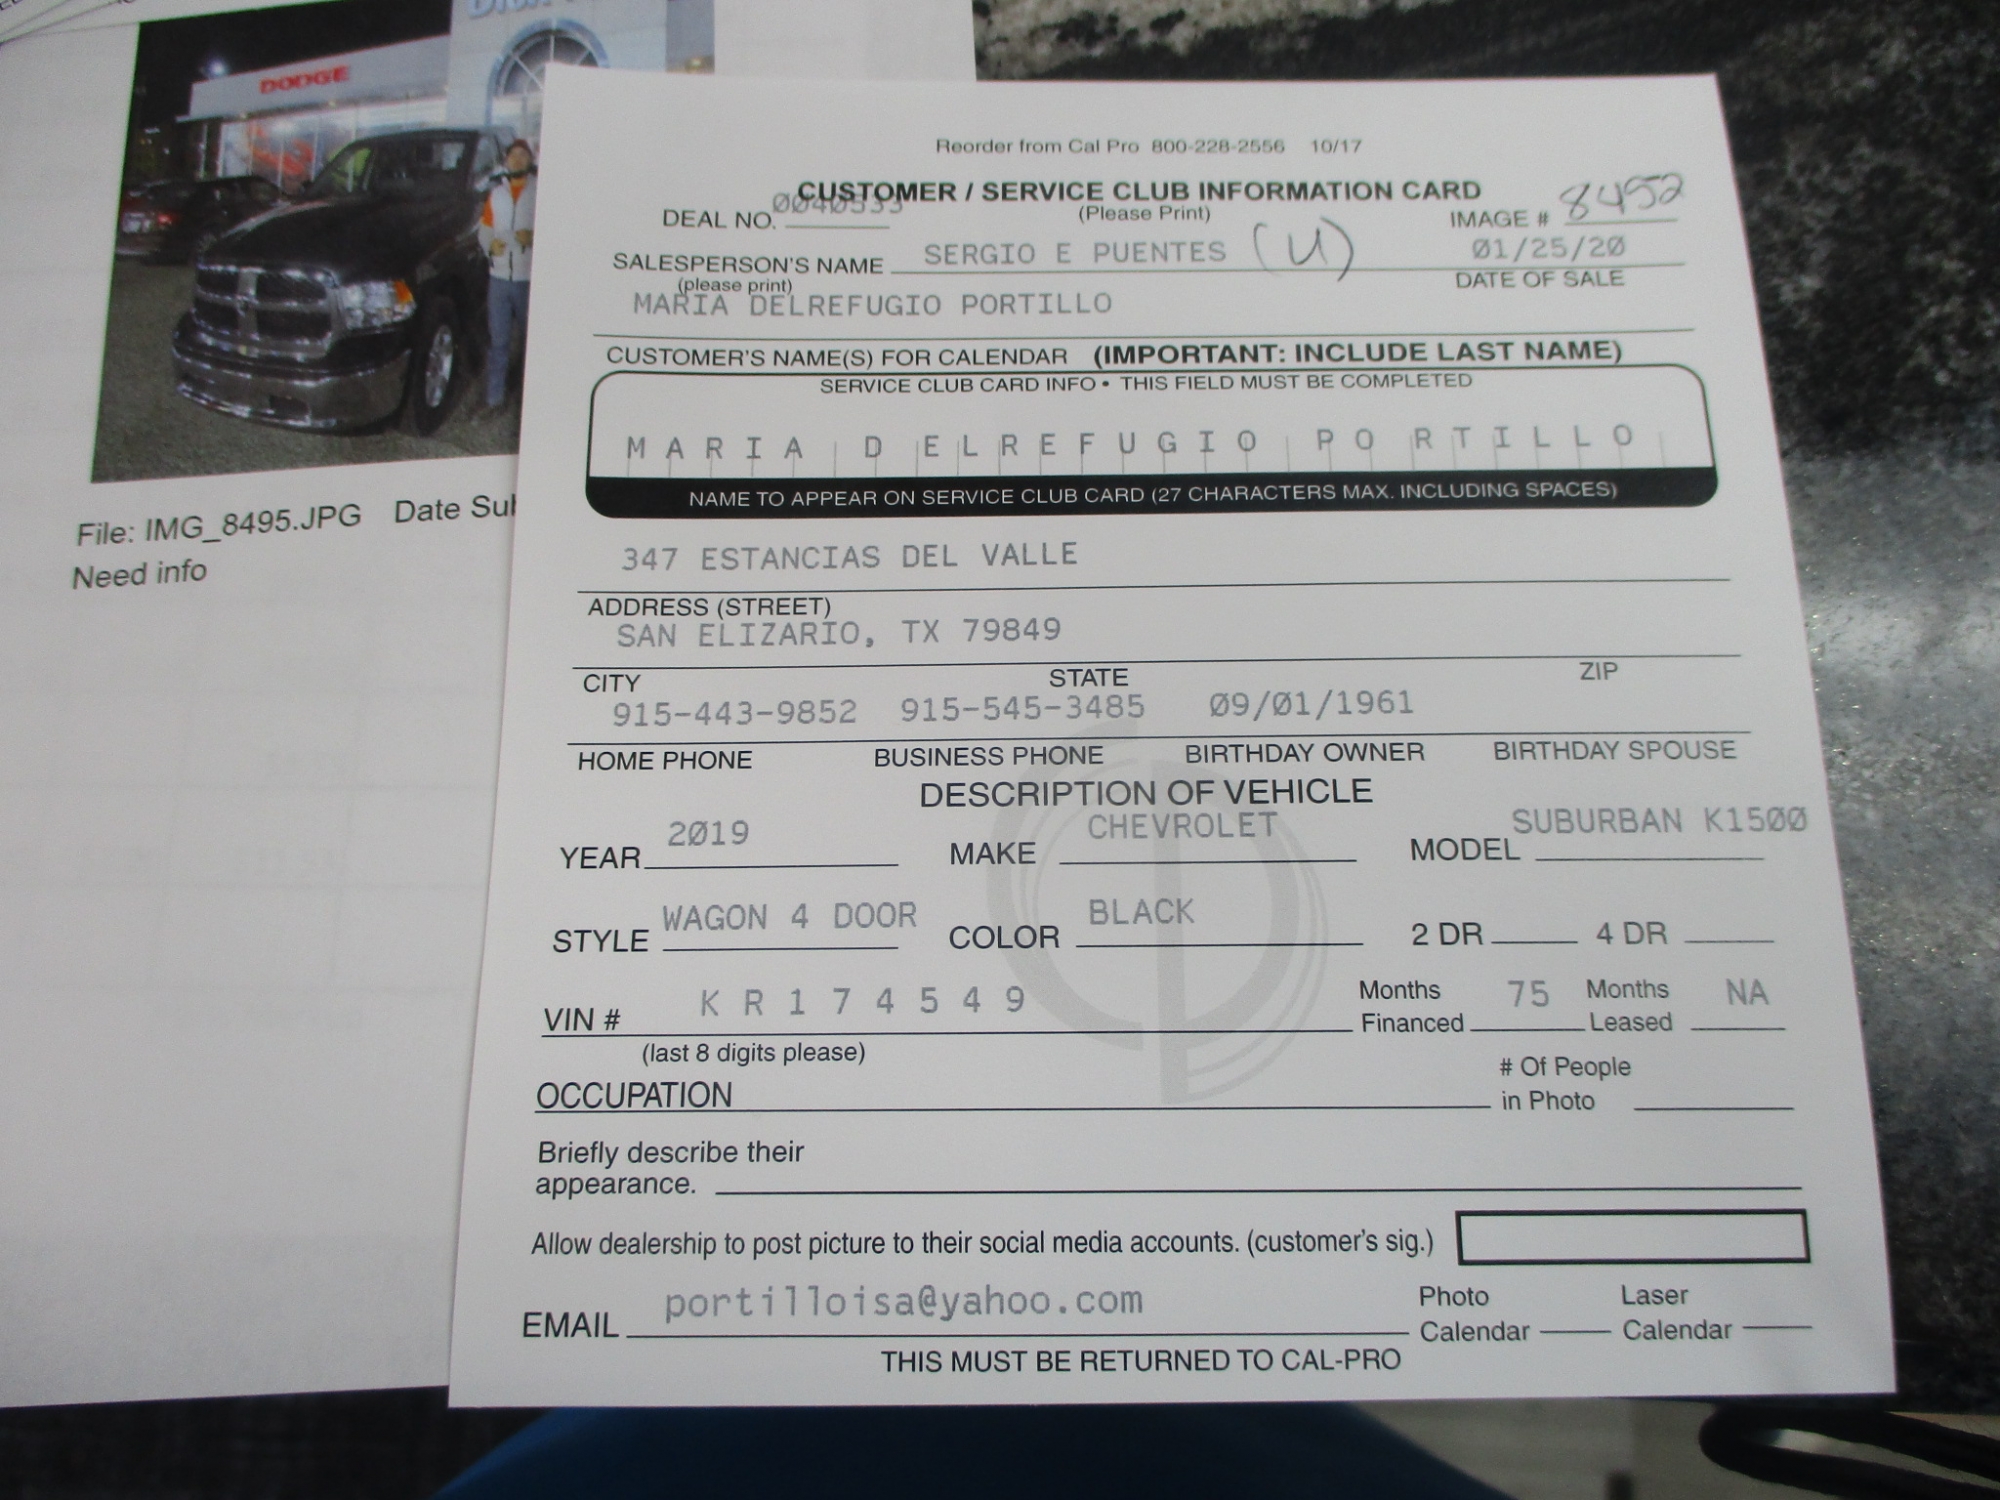 DODGE
File: IMG_8495.JPG Date Sub
Need info
Reorder from Cal Pro 800-228-2556 10/17
CUSTOMER / SERVICE CLUB INFORMATION CARD
DEAL NO. 0040533 (Please Print) IMAGE # 8452
SALESPERSON'S NAME SERGIO E PUENTES (U) 01/25/20
(please print) DATE OF SALE
MARIA DELREFUGIO PORTILLO
CUSTOMER'S NAME(S) FOR CALENDAR (IMPORTANT: INCLUDE LAST NAME)
SERVICE CLUB CARD INFO • THIS FIELD MUST BE COMPLETED
MARIA DELREFUGIO PORTILLO
NAME TO APPEAR ON SERVICE CLUB CARD (27 CHARACTERS MAX. INCLUDING SPACES)
347 ESTANCIAS DEL VALLE
ADDRESS (STREET)
SAN ELIZARIO, TX 79849
CITY STATE ZIP
915-443-9852 915-545-3485 09/01/1961
HOME PHONE BUSINESS PHONE BIRTHDAY OWNER BIRTHDAY SPOUSE
DESCRIPTION OF VEHICLE
YEAR 2019 MAKE CHEVROLET MODEL SUBURBAN K1500
STYLE WAGON 4 DOOR COLOR BLACK 2 DR 4 DR
VIN # KR174549 Months Financed 75 Months Leased NA
(last 8 digits please)
OCCUPATION # Of People in Photo
Briefly describe their
appearance.
Allow dealership to post picture to their social media accounts. (customer's sig.)
EMAIL portilloisa@yahoo.com Photo Calendar Laser Calendar
THIS MUST BE RETURNED TO CAL-PRO